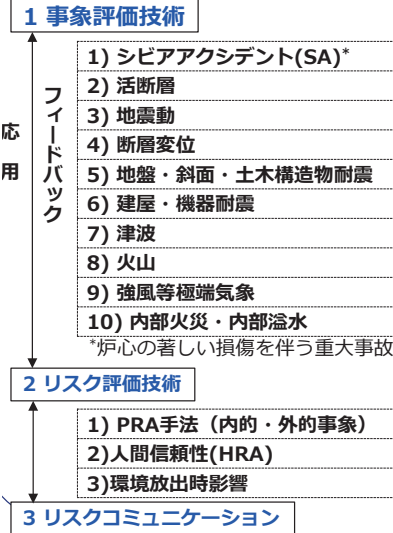 1 事象評価技術
応用
フィードバック
1) シビアアクシデント(SA)*
2) 活断層
3) 地震動
4) 断層変位
5) 地盤・斜面・土木構造物耐震
6) 建屋・機器耐震
7) 津波
8) 火山
9) 強風等極端気象
10) 内部火災・内部溢水
*炉心の著しい損傷を伴う重大事故
2 リスク評価技術
1) PRA手法（内的・外的事象）
2)人間信頼性(HRA)
3)環境放出時影響
3 リスクコミュニケーション